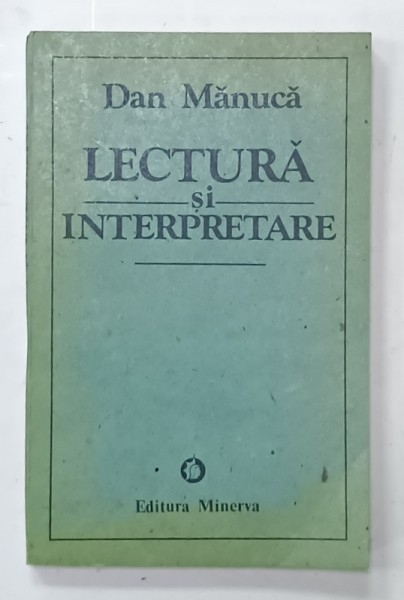 Dan Mănucă
LECTURĂ
și
INTERPRETARE
Editura Minerva